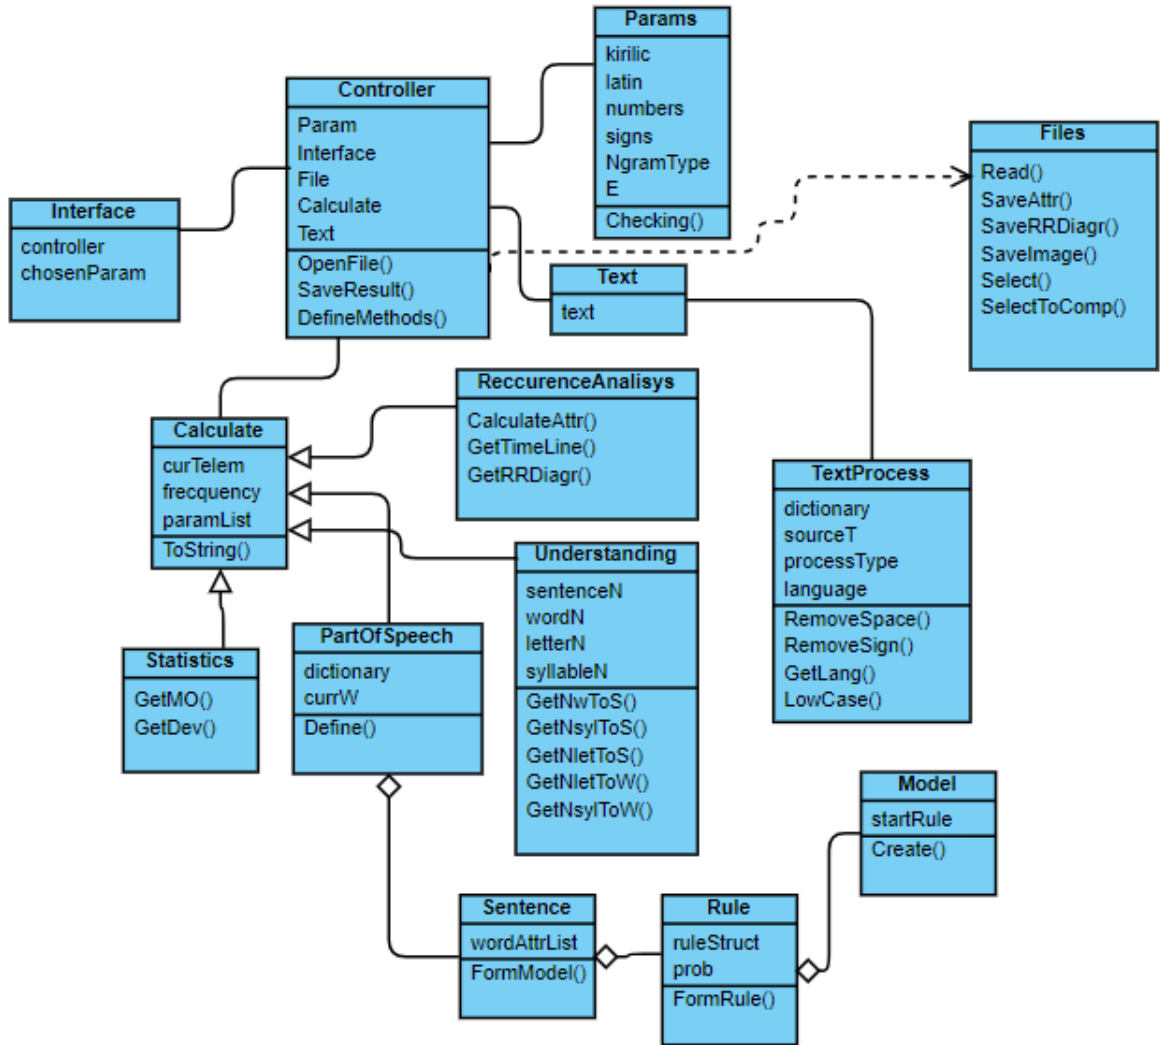 Params
kirilic
latin
numbers
signs
NgramType
E
Checking()
Controller
Param
Interface
File
Calculate
Text
OpenFile()
SaveResult()
DefineMethods()
Files
Read()
SaveAttr()
SaveRRDiagr()
SaveImage()
Select()
SelectToComp()
Interface
controller
chosenParam
Text
text
ReccurenceAnalisys
CalculateAttr()
GetTimeLine()
GetRRDiagr()
Calculate
curTelem
frecquency
paramList
ToString()
TextProcess
dictionary
sourceT
processType
language
RemoveSpace()
RemoveSign()
GetLang()
LowCase()
Understanding
sentenceN
wordN
letterN
syllableN
GetNwToS()
GetNsylToS()
GetNletToS()
GetNletToW()
GetNsylToW()
PartOfSpeech
dictionary
currW
Define()
Statistics
GetMO()
GetDev()
Model
startRule
Create()
Sentence
wordAttrList
FormModel()
Rule
ruleStruct
prob
FormRule()